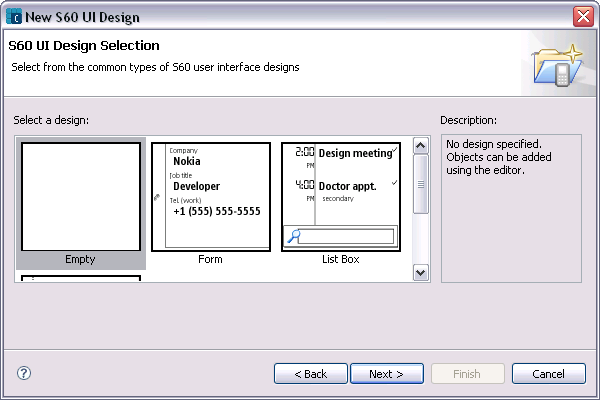 New S60 UI Design
S60 UI Design Selection
Select from the common types of S60 user interface designs
Select a design:
Description:
Company
Nokia
Job title
Developer
Tel. (work)
+1 (555) 555-5555
2:00 Design meeting
PM
4:00 Doctor appt.
PM secondary
Empty
Form
List Box
No design specified.
Objects can be added
using the editor.
< Back
Next >
Finish
Cancel